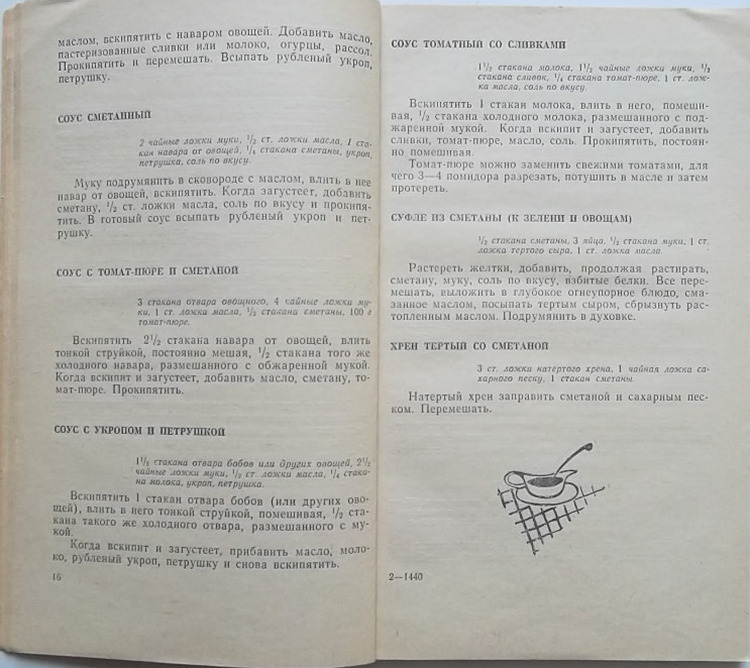 маслом, вскипятить с наваром овощей. Добавить масло,
пастеризованные сливки или молоко, огурцы, рассол.
Прокипятить и перемешать. Всыпать рубленый укроп,
петрушку.
СОУС СМЕТАННЫЙ
2 чайные ложки муки, 1/2 ст. ложки масла, 1 ста-
кан навара от овощей, 1/4 стакана сметаны, укроп,
петрушка, соль по вкусу.
Муку подрумянить в сковороде с маслом, влить в нее
навар от овощей, вскипятить. Когда загустеет, добавить
сметану, 1/2 ст. ложки масла, соль по вкусу и прокипя-
тить. В готовый соус всыпать рубленый укроп и пет-
рушку.
СОУС С ТОМАТ-ПЮРЕ И СМЕТАНОЙ
3 стакана отвара овощного, 4 чайные ложки му-
ки, 1 ст. ложка масла, 1/2 стакана сметаны, 100 г
томат-пюре.
Вскипятить 2 1/2 стакана навара от овощей, влить
тонкой струйкой, постоянно мешая, 1/2 стакана того же
холодного навара, размешанного с обжаренной мукой.
Когда вскипит и загустеет, добавить масло, сметану, то-
мат-пюре. Прокипятить.
СОУС С УКРОПОМ И ПЕТРУШКОЙ
1 1/2 стакана отвара бобов или других овощей, 2 1/2
чайные ложки муки, 1/2 ст. ложки масла, 1/4 стака-
на молока, укроп, петрушка.
Вскипятить 1 стакан отвара бобов (или других ово-
щей), влить в него тонкой струйкой, помешивая, 1/2 ста-
кана такого же холодного отвара, размешанного с му-
кой.
Когда вскипит и загустеет, прибавить масло, моло-
ко, рубленый укроп, петрушку и снова вскипятить.
16
СОУС ТОМАТНЫЙ СО СЛИВКАМИ
1 1/2 стакана молока, 1 1/2 чайные ложки муки, 1/2
стакана сливок, 1/4 стакана томат-пюре, 1 ст. лож-
ка масла, соль по вкусу.
Вскипятить 1 стакан молока, влить в него, помеши-
вая, 1/2 стакана холодного молока, размешанного с под-
жаренной мукой. Когда вскипит и загустеет, добавить
сливки, томат-пюре, масло, соль. Прокипятить, постоян-
но помешивая.
Томат-пюре можно заменить свежими томатами, для
чего 3—4 помидора разрезать, потушить в масле и затем
протереть.
СУФЛЕ ИЗ СМЕТАНЫ (К ЗЕЛЕНИ И ОВОЩАМ)
1/2 стакана сметаны, 3 яйца, 1/2 стакана муки, 1 ст.
ложка тертого сыра, 1 ст. ложка масла.
Растереть желтки, добавить, продолжая растирать,
сметану, муку, соль по вкусу, взбитые белки. Все пере-
мешать, выложить в глубокое огнеупорное блюдо, сма-
занное маслом, посыпать тертым сыром, сбрызнуть рас-
топленным маслом. Подрумянить в духовке.
ХРЕН ТЕРТЫЙ СО СМЕТАНОЙ
3 ст. ложки натертого хрена, 1 чайная ложка са-
харного песку, 1 стакан сметаны.
Натертый хрен заправить сметаной и сахарным пес-
ком. Перемешать.
2—1440